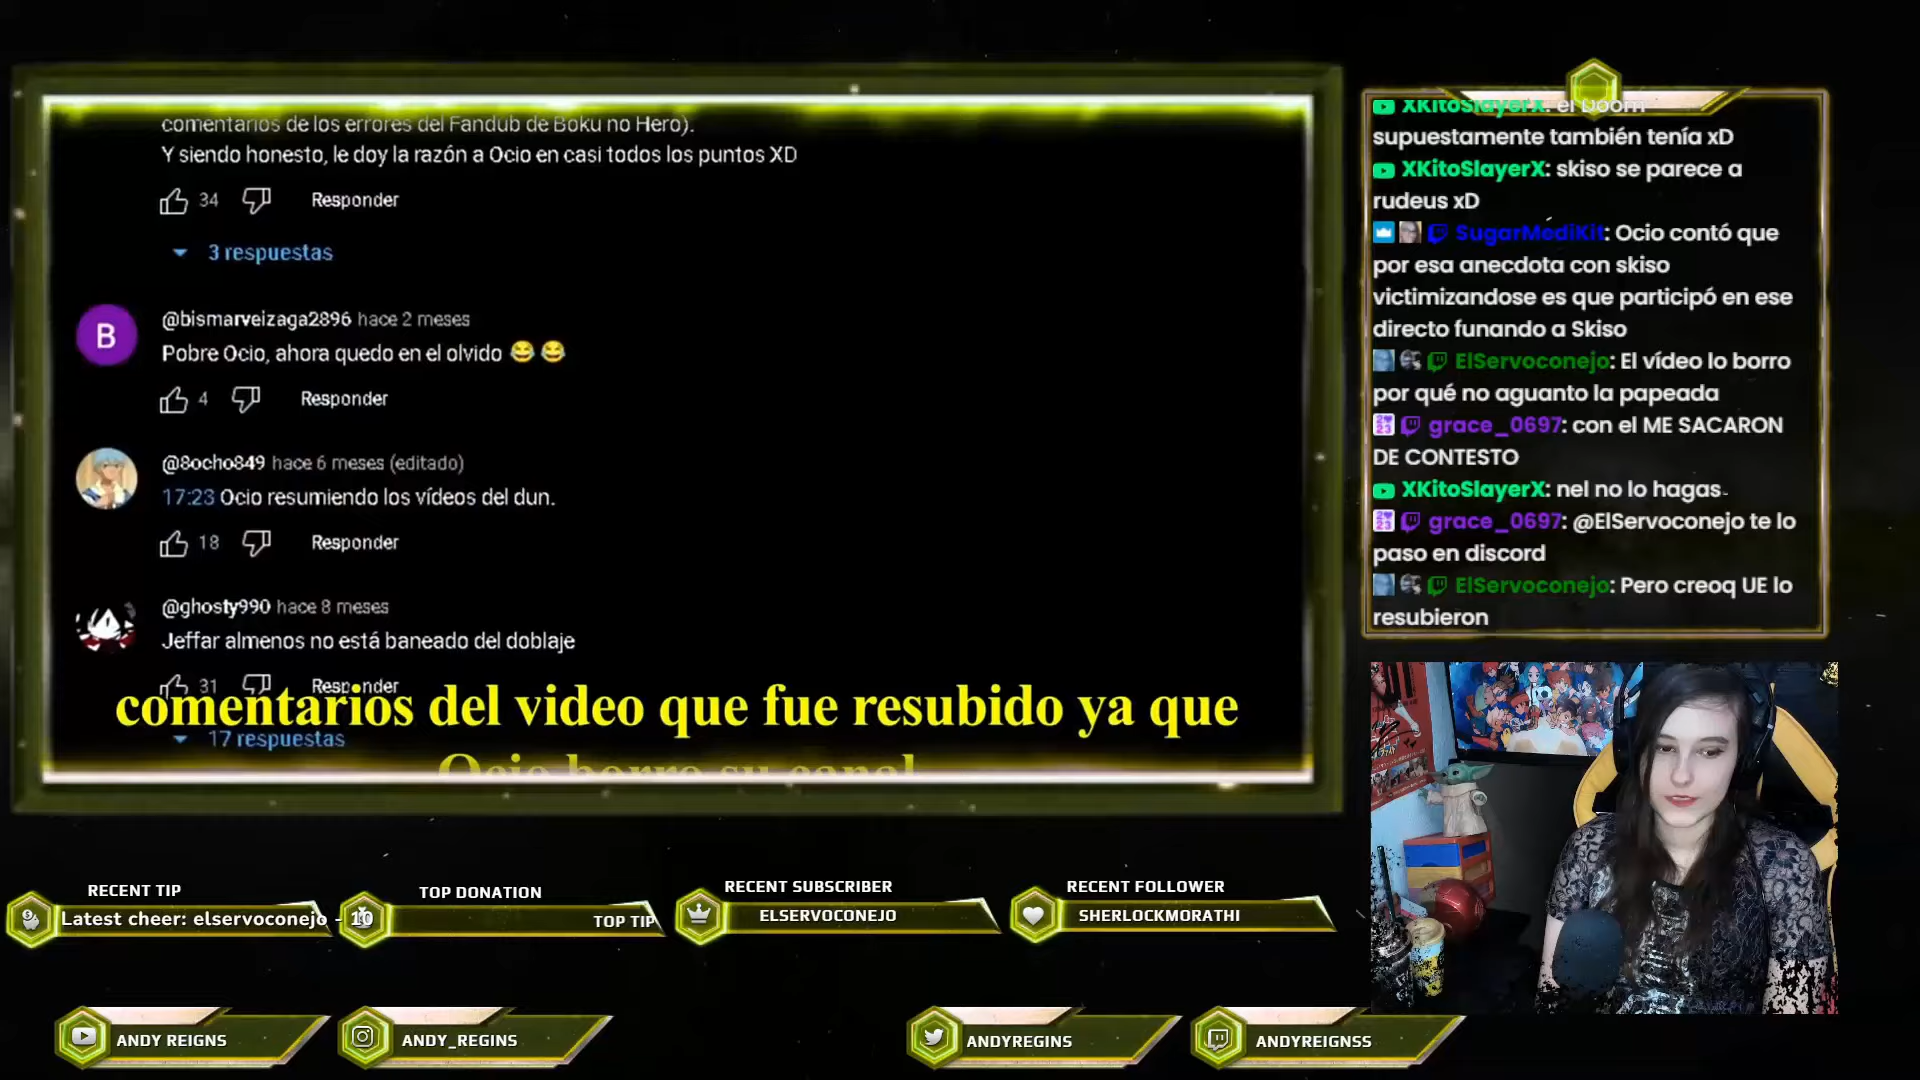 comentarios de los errores del Fandub de Boku no Hero).
Y siendo honesto, le doy la razón a Ocio en casi todos los puntos XD
34 Responder
3 respuestas
B
@bismarveizaga2896 hace 2 meses
Pobre Ocio, ahora quedo en el olvido 😂 😂
4 Responder
@8ocho849 hace 6 meses (editado)
17:23 Ocio resumiendo los vídeos del dun.
18 Responder
@ghosty990 hace 8 meses
Jeffar almenos no está baneado del doblaje
31 Responder
17 respuestas
comentarios del video que fue resubido ya que
Ocio borro su canal
XKitoSlayerX: el Doom
supuestamente también tenía xD
XKitoSlayerX: skiso se parece a
rudeus xD
SugarMediKit: Ocio contó que
por esa anecdota con skiso
victimizandose es que participó en ese
directo funando a Skiso
ElServoconejo: El vídeo lo borro
por qué no aguanto la papeada
grace_0697: con el ME SACARON
DE CONTESTO
XKitoSlayerX: nel no lo hagas
grace_0697: @ElServoconejo te lo
paso en discord
ElServoconejo: Pero creoq UE lo
resubieron
RECENT TIP
Latest cheer: elservoconejo - 10
TOP DONATION
TOP TIP
RECENT SUBSCRIBER
ELSERVOCONEJO
RECENT FOLLOWER
SHERLOCKMORATHI
ANDY REIGNS
ANDY_REGINS
ANDYREGINS
ANDYREIGNSS